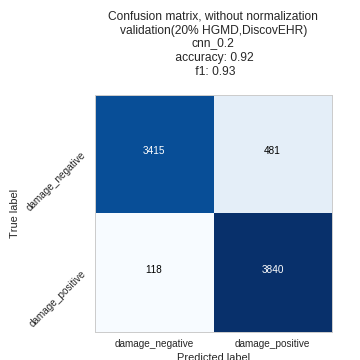 Confusion matrix, without normalization
validation(20% HGMD,DiscovEHR)
cnn_0.2
accuracy: 0.92
f1: 0.93
True label
damage_negative
3415
481
damage_positive
118
3840
damage_negative
damage_positive
Predicted label